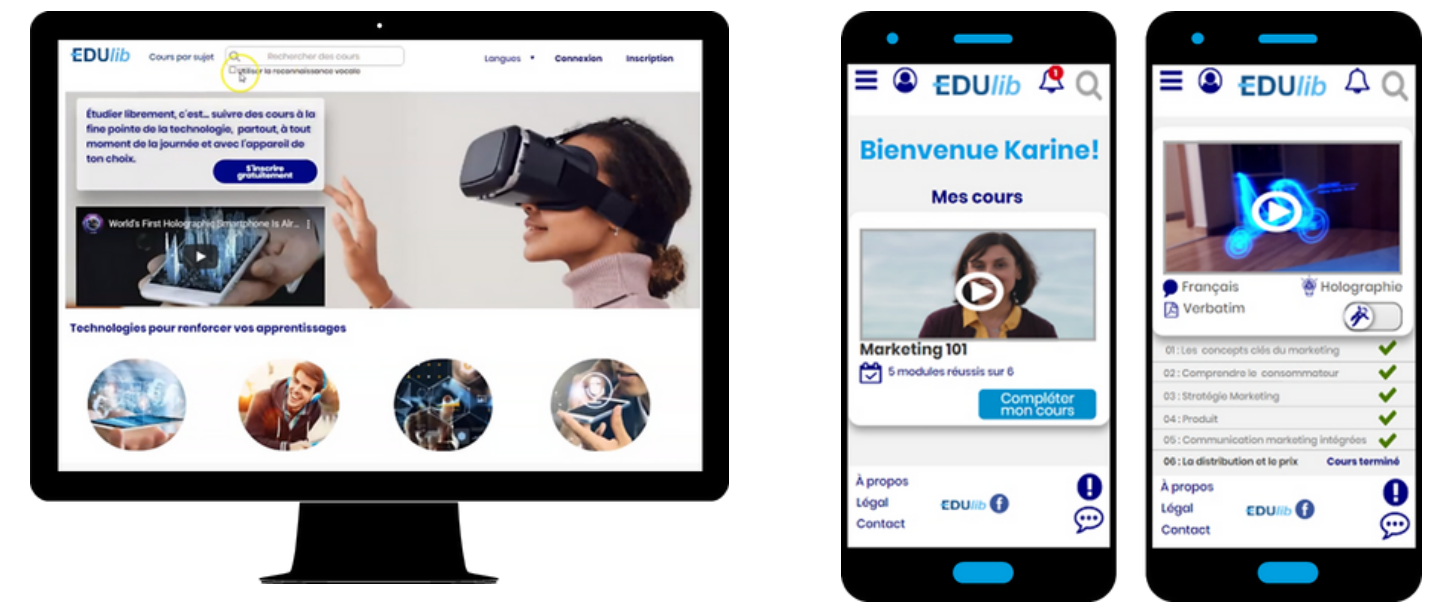 EDUlib
Cours par sujet
Rechercher des cours
Langues
Connexion
Inscription
Utiliser la reconnaissance vocale
Étudier librement, c'est... suivre des cours à la
fine pointe de la technologie, partout, à tout
moment de la journée et avec l'appareil de
ton choix.
S'inscrire
gratuitement
World's First Holographic Smartphone Is Alr...
Technologies pour renforcer vos apprentissages
1
EDUlib
Bienvenue Karine!
Mes cours
Marketing 101
5 modules réussis sur 6
Compléter
mon cours
À propos
Légal
Contact
EDUlib
EDUlib
Français
Holographie
Verbatim
01 : Les concepts clés du marketing
02 : Comprendre le consommateur
03 : Stratégie Marketing
04 : Produit
05 : Communication marketing intégrées
06 : La distribution et le prix Cours terminé
À propos
Légal
Contact
EDUlib